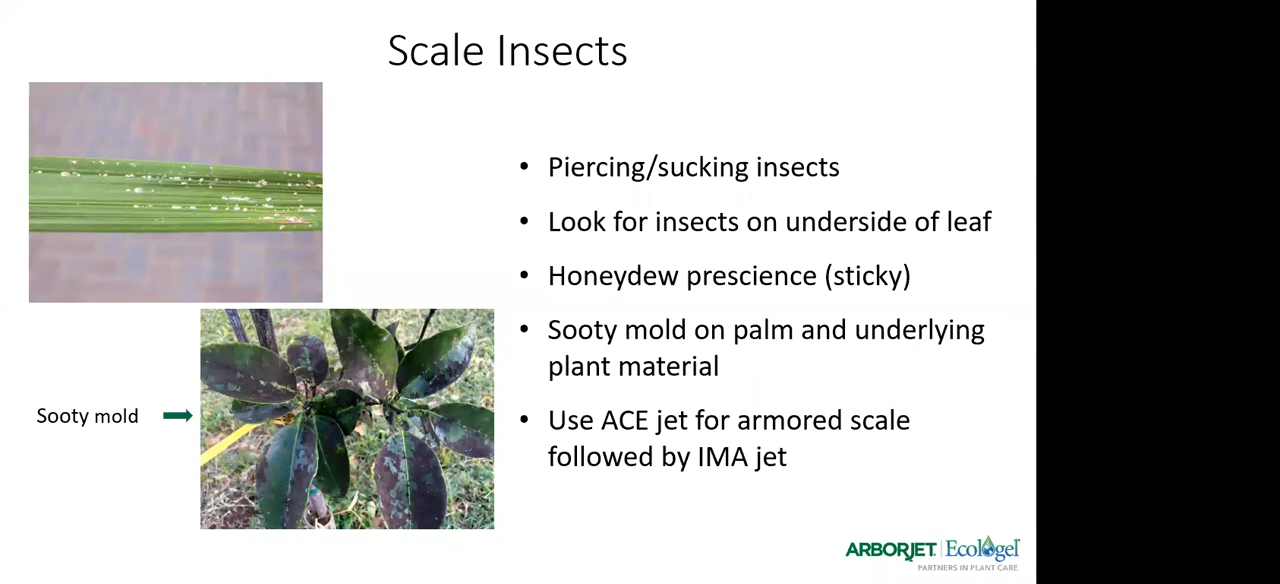 Scale Insects
• Piercing/sucking insects
• Look for insects on underside of leaf
• Honeydew prescience (sticky)
• Sooty mold on palm and underlying
plant material
Sooty mold
• Use ACE jet for armored scale
followed by IMA jet
ARBORJET Ecologel
PARTNERS IN PLANT CARE